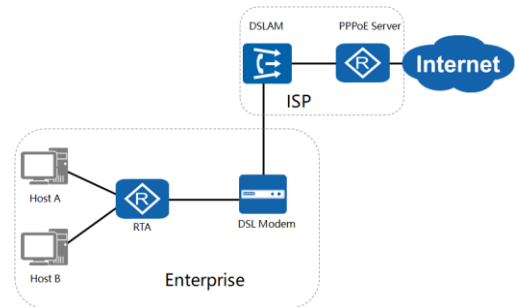 DSLAM
PPPoE Server
R
Internet
ISP
Host A
R
RTA
DSL Modem
Host B
Enterprise